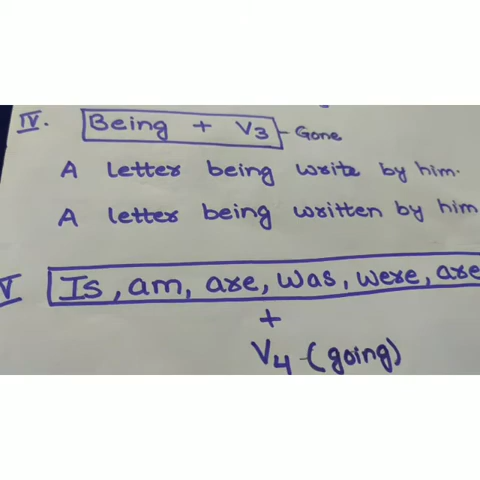 IV. Being + V3 - Gone
A letter being write by him.
A letter being written by him
V Is, am, are, was, were, are
+
V4 - (going)